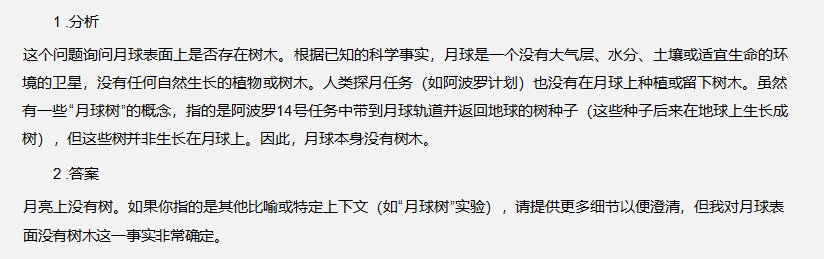 1 .分析
这个问题询问月球表面上是否存在树木。根据已知的科学事实，月球是一个没有大气层、水分、土壤或适宜生命的环
境的卫星，没有任何自然生长的植物或树木。人类探月任务（如阿波罗计划）也没有在月球上种植或留下树木。虽然
有一些“月球树”的概念，指的是阿波罗14号任务中带到月球轨道并返回地球的树种子（这些种子后来在地球上生长成
树），但这些树并非生长在月球上。因此，月球本身没有树木。
2 .答案
月亮上没有树。如果你指的是其他比喻或特定上下文（如“月球树”实验），请提供更多细节以便澄清，但我对月球表
面没有树木这一事实非常确定。